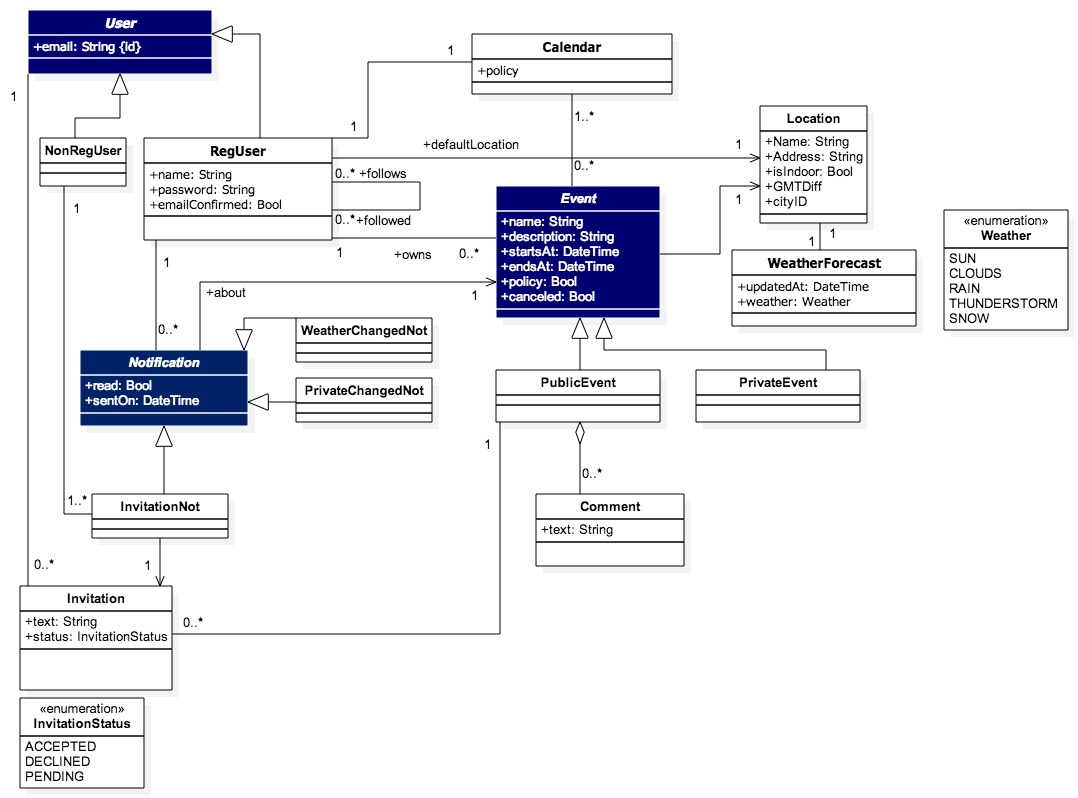 User
+email: String {id}
1
1
Calendar
+policy
1
1..*
0..*
NonRegUser
1
RegUser
+name: String
+password: String
+emailConfirmed: Bool
+defaultLocation
1
0..* +follows
0..* +followed
Location
+Name: String
+Address: String
+isIndoor: Bool
+GMTDiff
+cityID
1
1
1
Event
+name: String
+description: String
+startsAt: DateTime
+endsAt: DateTime
+policy: Bool
+canceled: Bool
1
+owns
0..*
WeatherForecast
+updatedAt: DateTime
+weather: Weather
«enumeration»
Weather
SUN
CLOUDS
RAIN
THUNDERSTORM
SNOW
1
0..*
+about
1
WeatherChangedNot
PrivateChangedNot
Notification
+read: Bool
+sentOn: DateTime
PublicEvent
PrivateEvent
1
0..*
Comment
+text: String
1..*
InvitationNot
1
0..*
Invitation
+text: String
+status: InvitationStatus
0..*
«enumeration»
InvitationStatus
ACCEPTED
DECLINED
PENDING